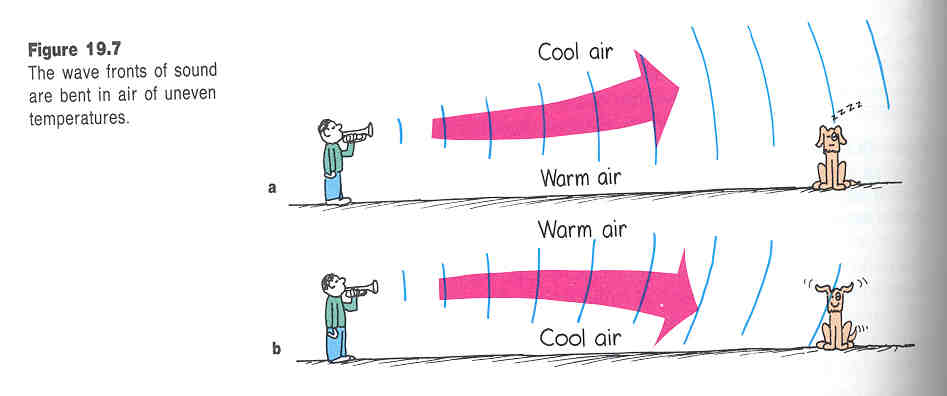 Figure 19.7
The wave fronts of sound
are bent in air of uneven
temperatures.
Cool air
zzzz
a
Warm air
Warm air
b
Cool air